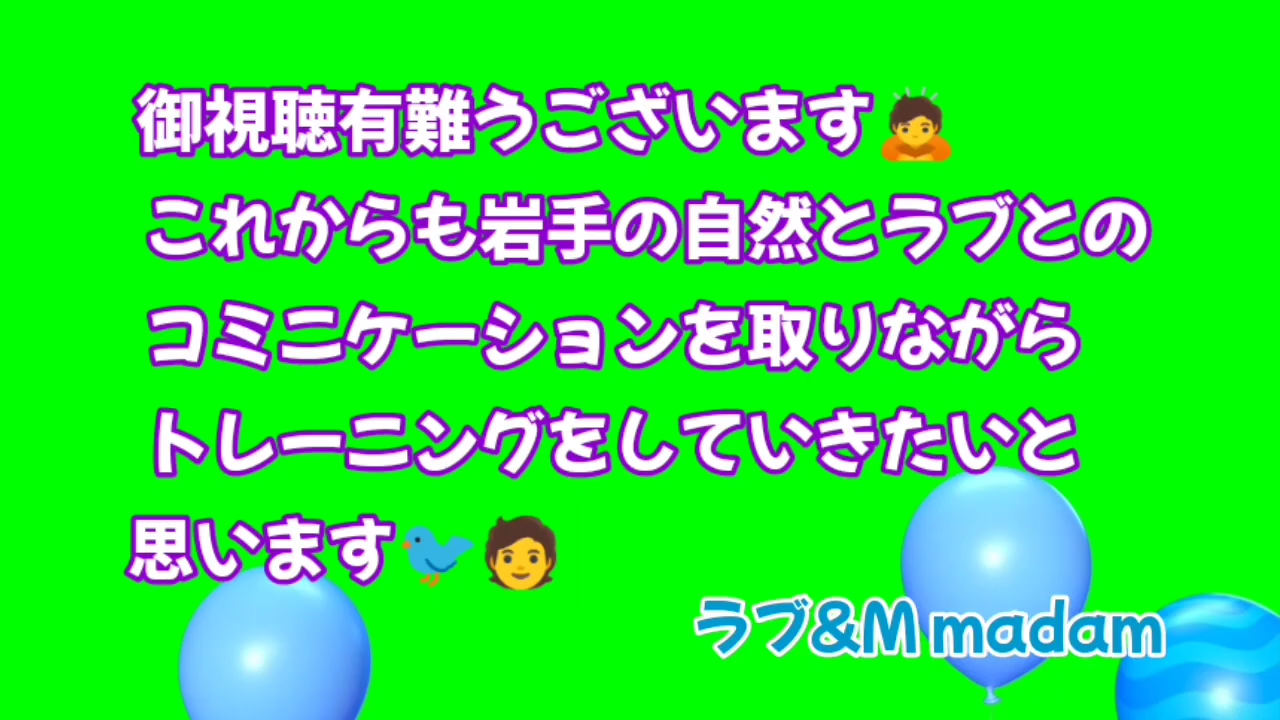 御視聴有難うございます🙇
これからも岩手の自然とラブとの
コミニケーションを取りながら
トレーニングをしていきたいと
思います🐦🧑
ラブ&M madam